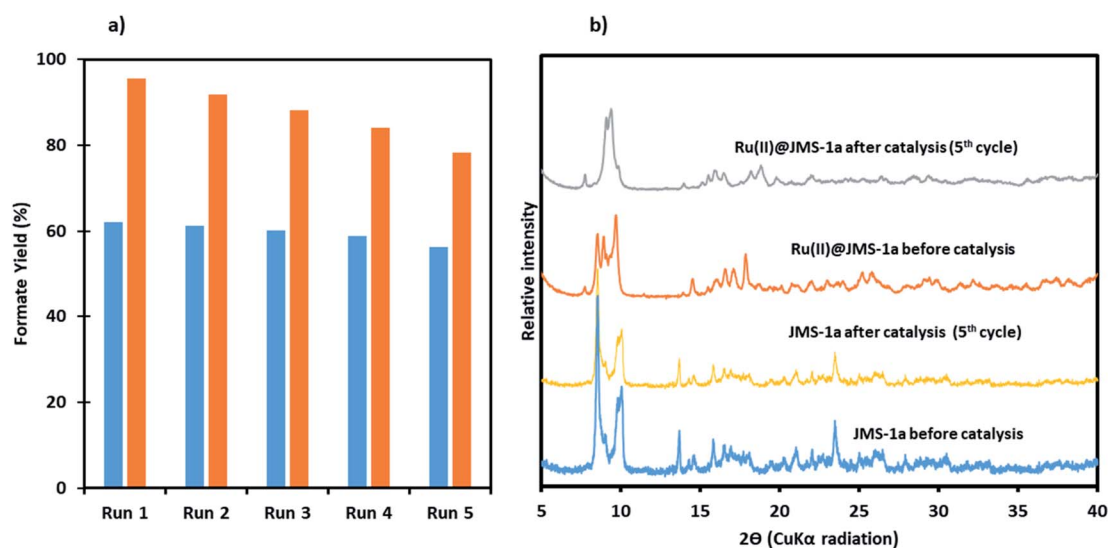 a)
Formate Yield (%)
100
80
60
40
20
0
Run 1 Run 2 Run 3 Run 4 Run 5
b)
Relative intensity
Ru(II)@JMS-1a after catalysis (5th cycle)
Ru(II)@JMS-1a before catalysis
JMS-1a after catalysis (5th cycle)
JMS-1a before catalysis
5 10 15 20 25 30 35 40
2Ɵ (CuKα radiation)